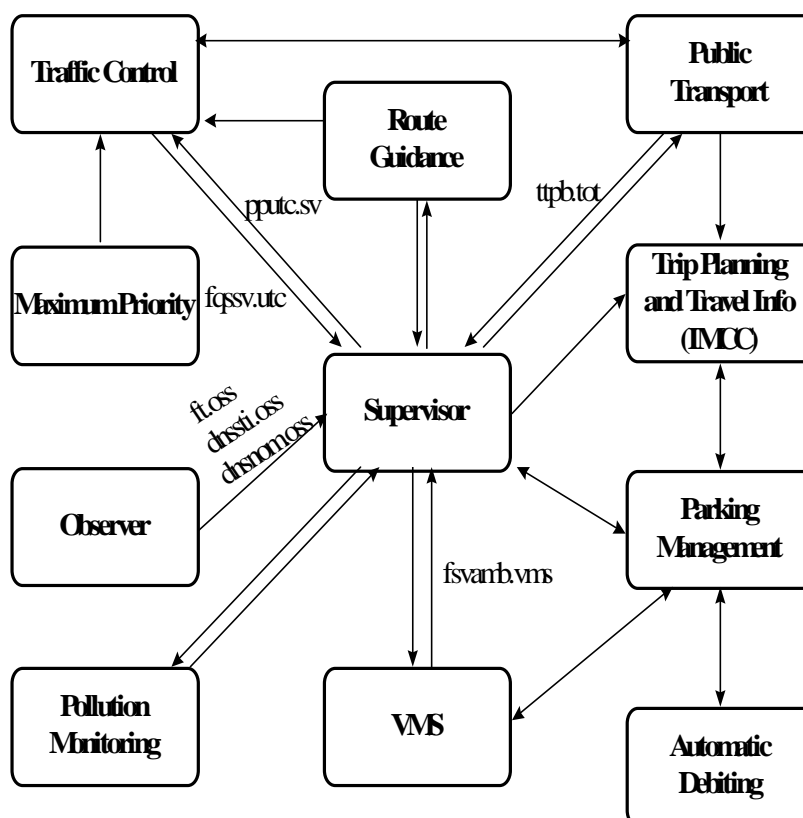 Traffic Control
Public
Transport
Route
Guidance
pputc.sv
ttpb.tot
Maximum Priority
fqssv.utc
Trip Planning
and Travel Info
(IMCC)
ft.oss
dnssti.oss
dnsnom.oss
Supervisor
Observer
Parking
Management
fsvamb.vms
Pollution
Monitoring
VMS
Automatic
Debiting